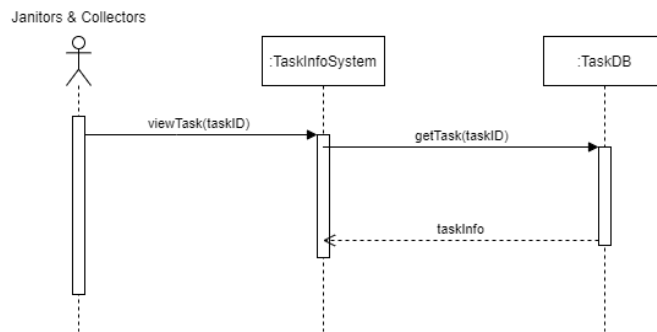 Janitors & Collectors
:TaskInfoSystem
:TaskDB
viewTask(taskID)
getTask(taskID)
taskInfo